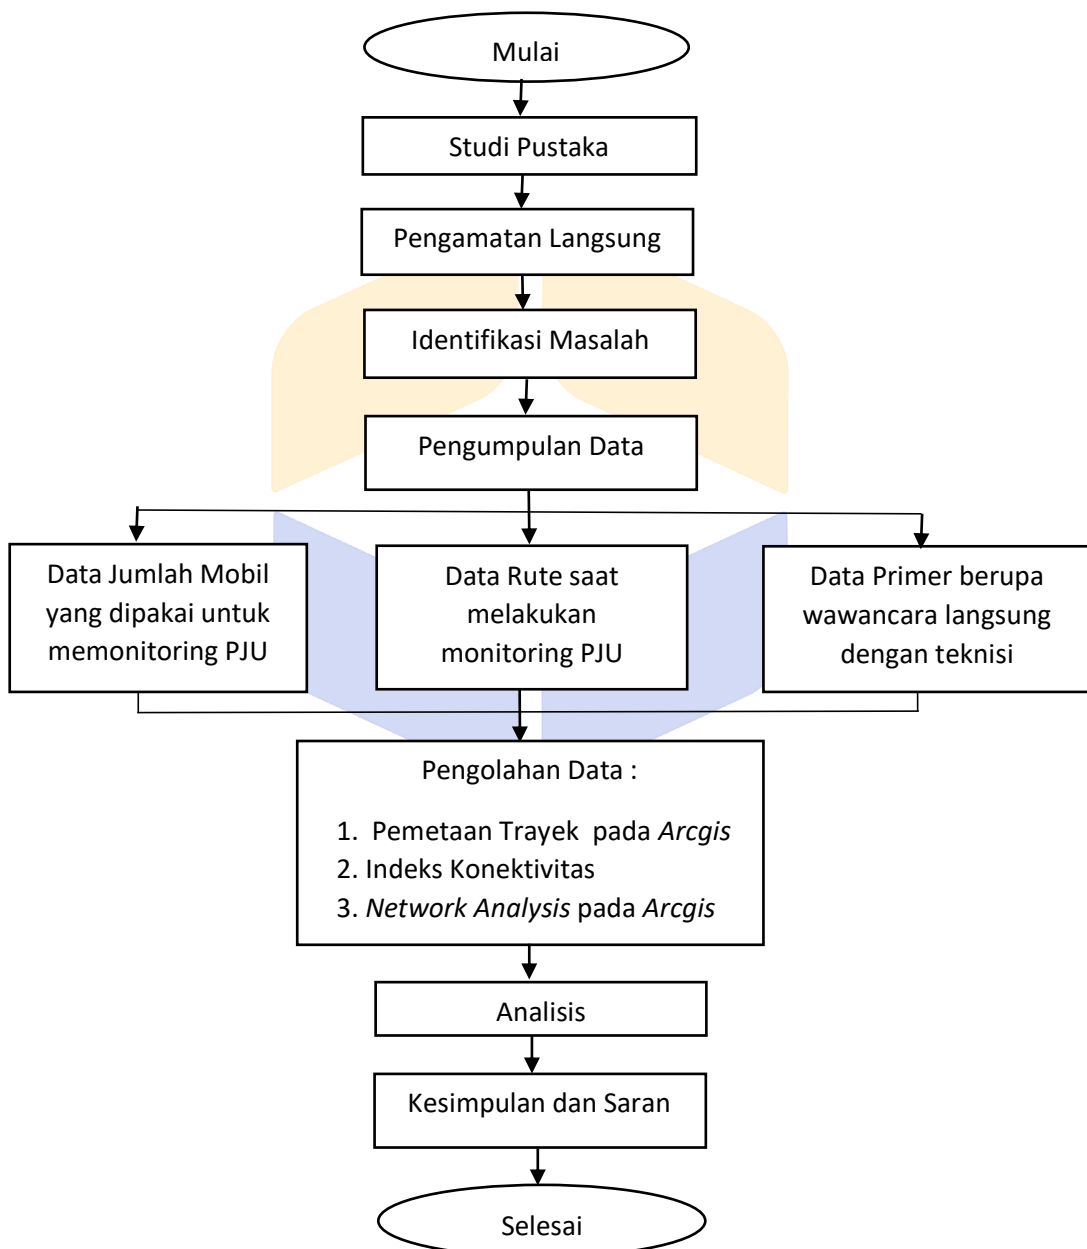 Mulai
Studi Pustaka
Pengamatan Langsung
Identifikasi Masalah
Pengumpulan Data
Data Jumlah Mobil
yang dipakai untuk
memonitoring PJU
Data Rute saat
melakukan
monitoring PJU
Data Primer berupa
wawancara langsung
dengan teknisi
Pengolahan Data :
1. Pemetaan Trayek pada Arcgis
2. Indeks Konektivitas
3. Network Analysis pada Arcgis
Analisis
Kesimpulan dan Saran
Selesai